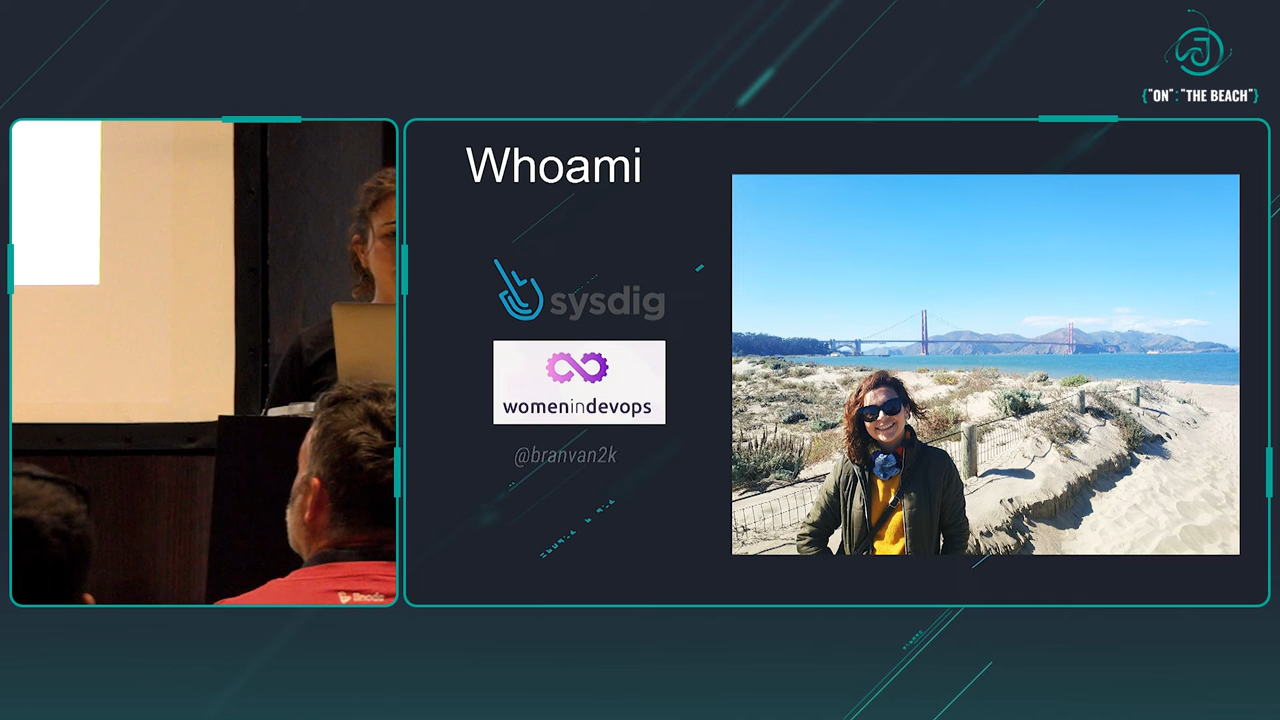 {"ON":"THE BEACH"}
Whoami
sysdig
womenindevops
@branvan2k